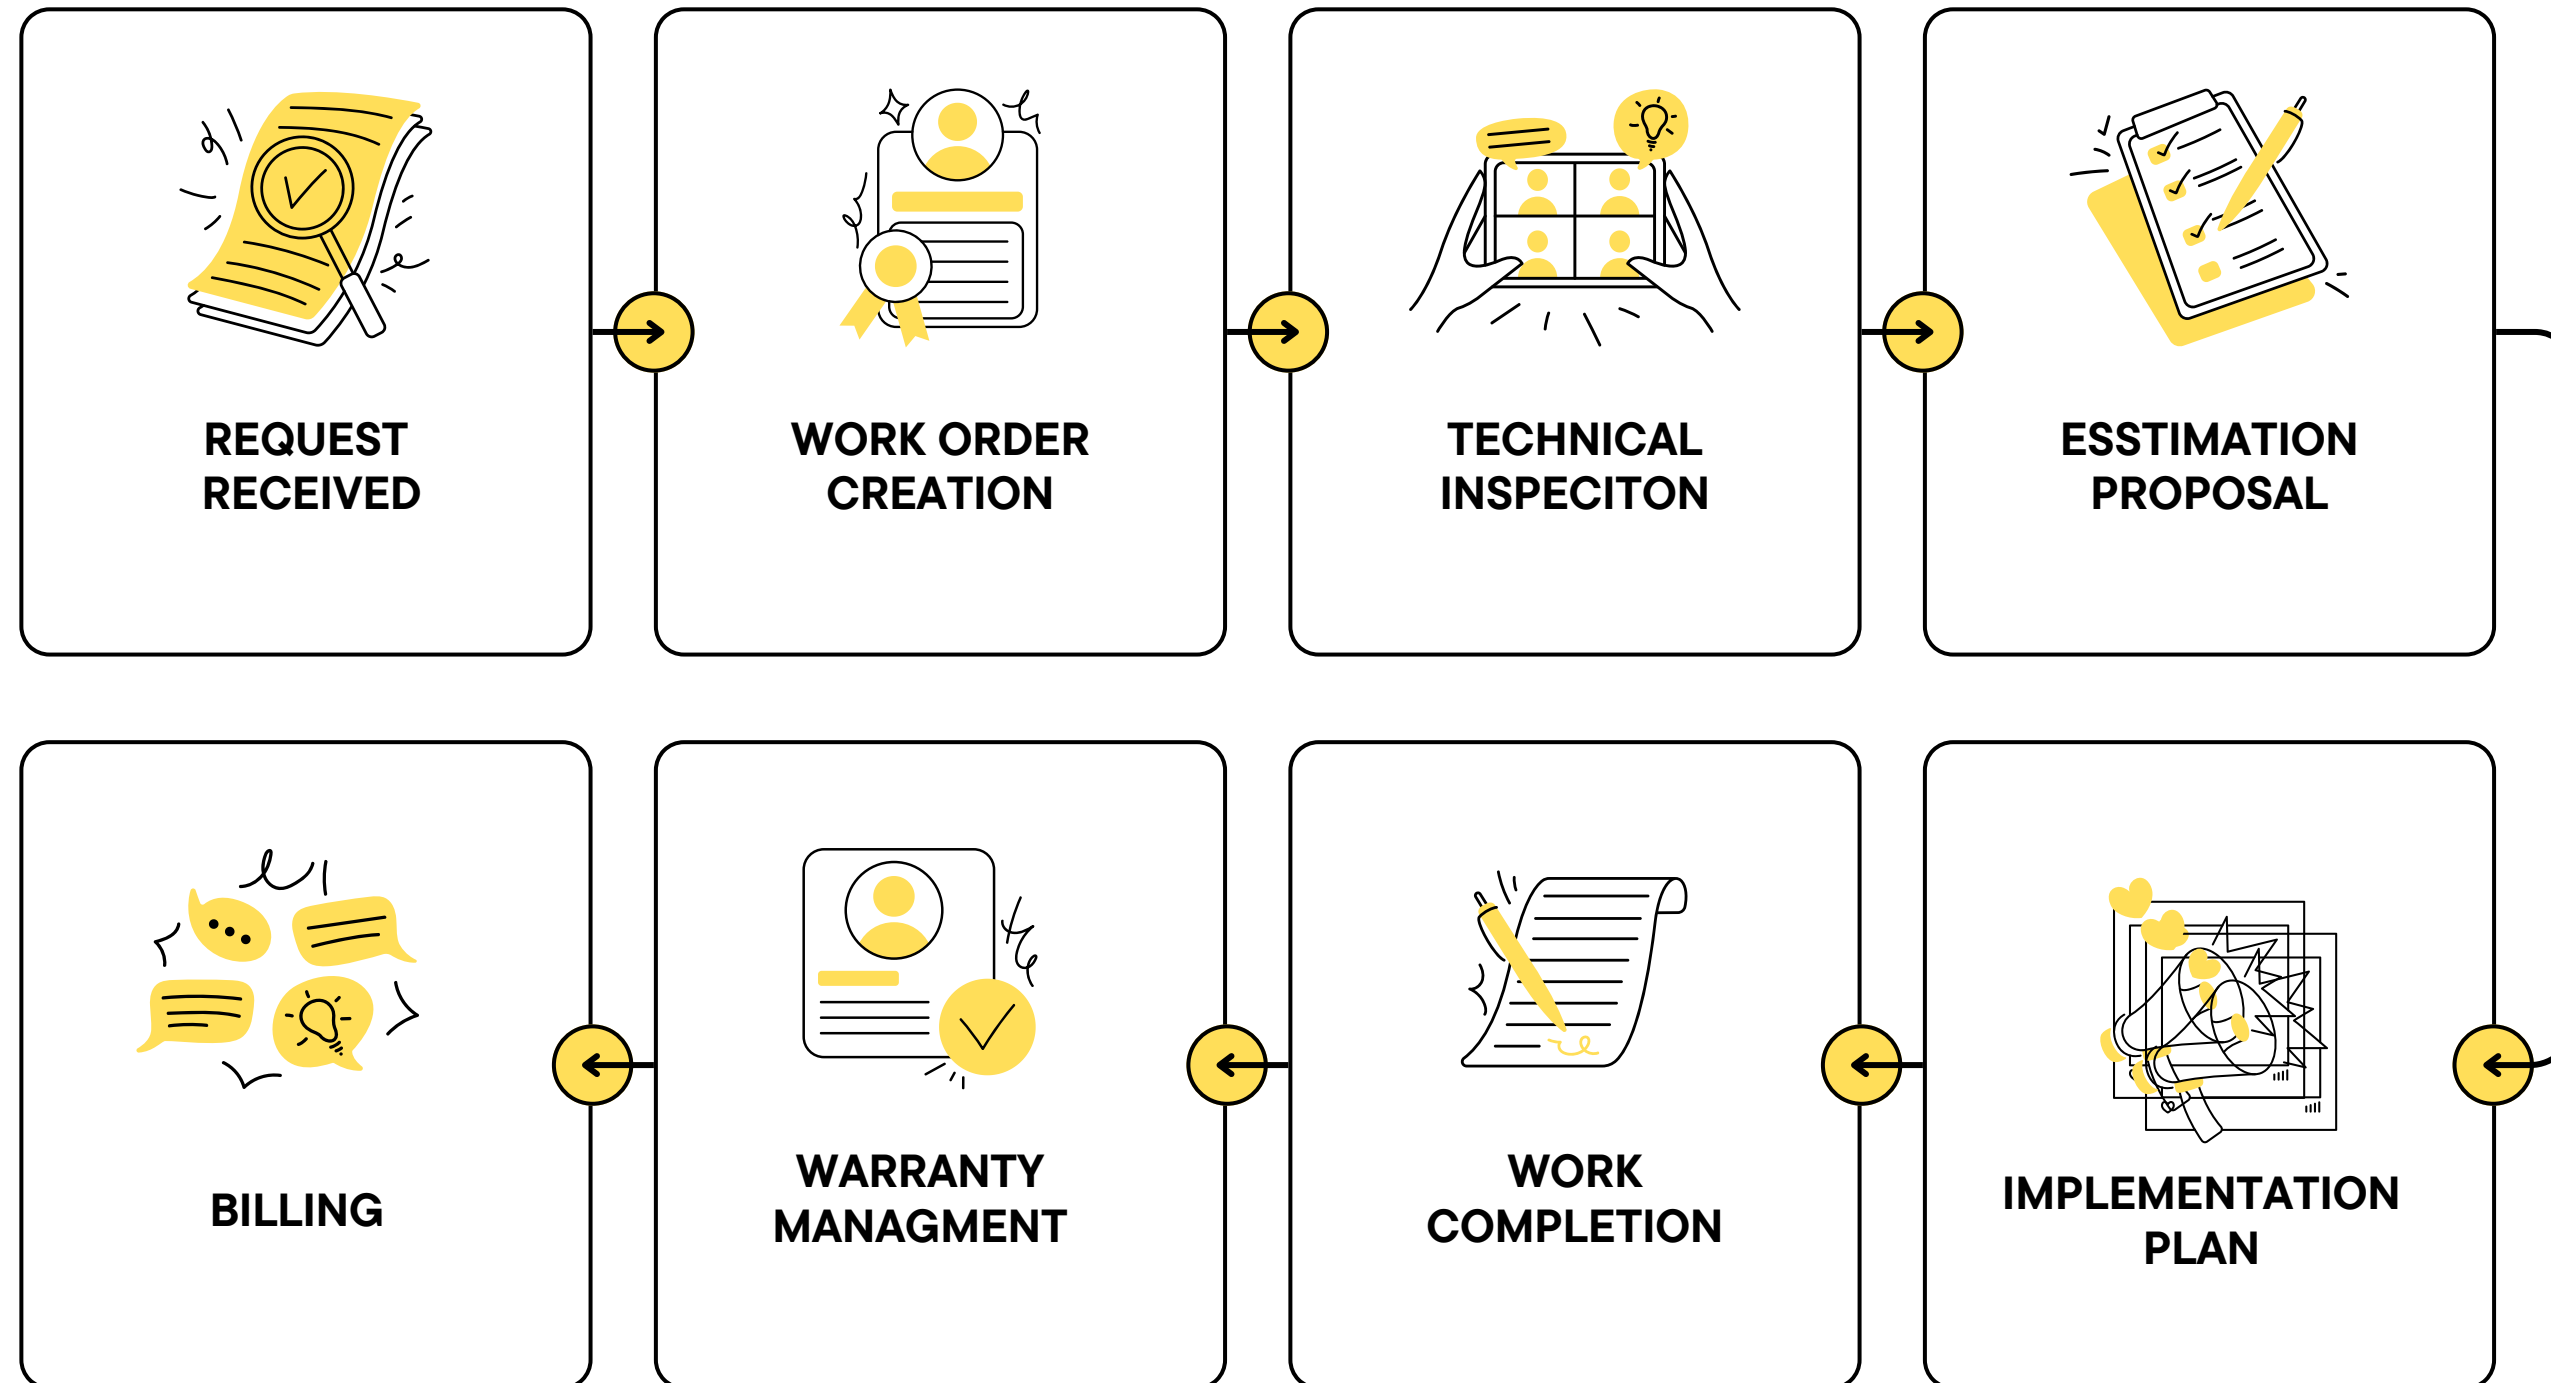 REQUEST
RECEIVED
WORK ORDER
CREATION
TECHNICAL
INSPECITON
ESSTIMATION
PROPOSAL
BILLING
WARRANTY
MANAGMENT
WORK
COMPLETION
IMPLEMENTATION
PLAN